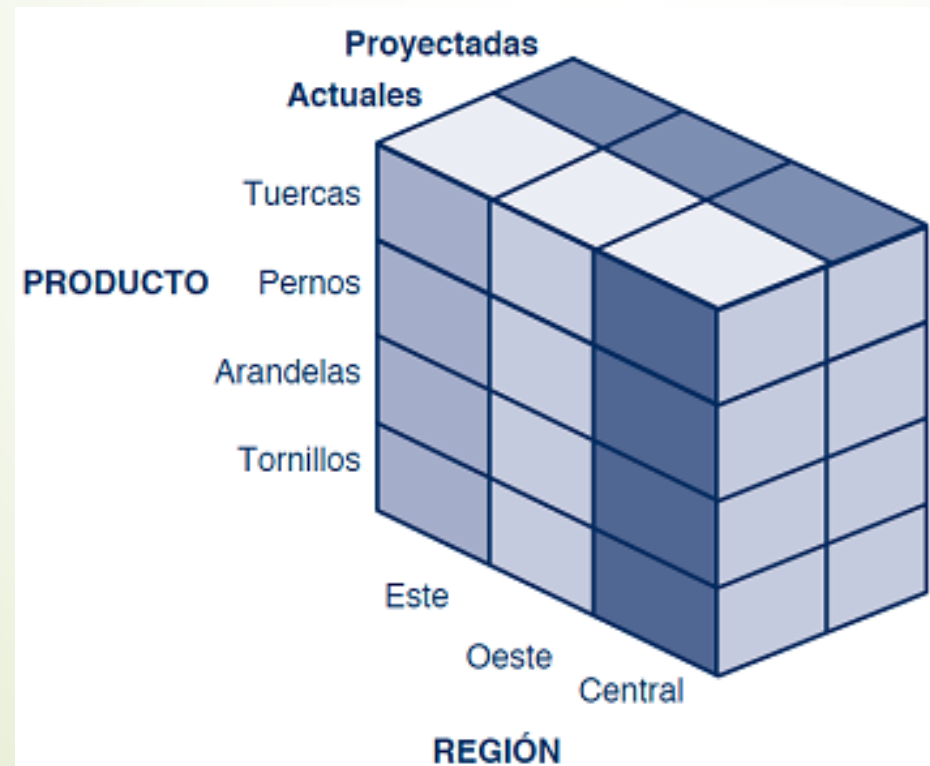 Proyectadas
Actuales
Tuercas
PRODUCTO Pernos
Arandelas
Tornillos
Este
Oeste
Central
REGIÓN